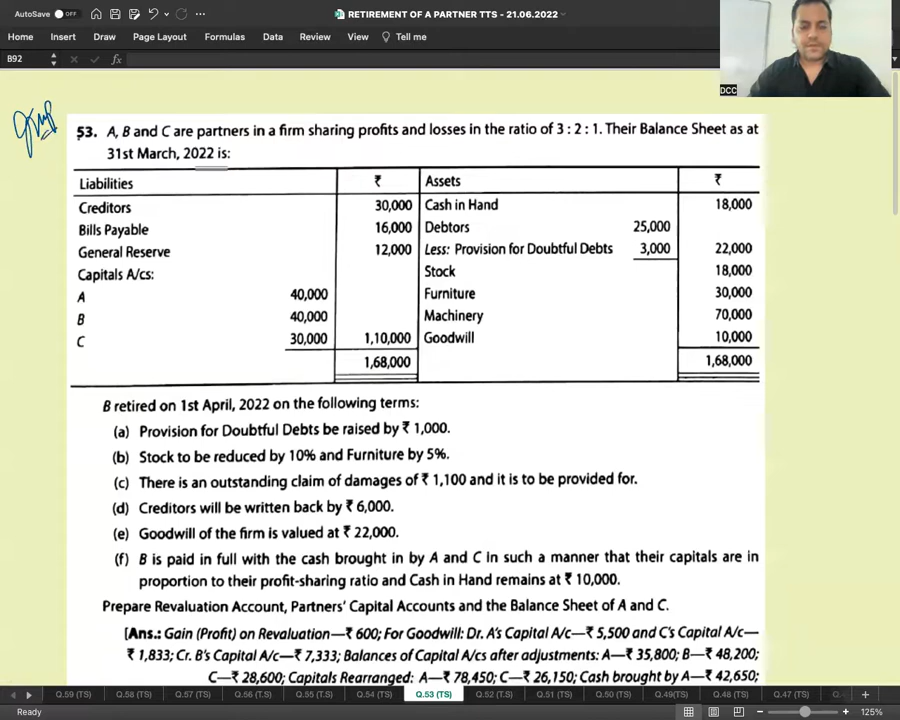 AutoSave OFF ... RETIREMENT OF A PARTNER TTS - 21.06.2022
Home Insert Draw Page Layout Formulas Data Review View Tell me
B92 fx
DCC
53. A, B and C are partners in a firm sharing profits and losses in the ratio of 3 : 2 : 1. Their Balance Sheet as at
31st March, 2022 is:
Liabilities ₹ Assets ₹
Creditors 30,000 Cash in Hand 18,000
Bills Payable 16,000 Debtors 25,000
General Reserve 12,000 Less: Provision for Doubtful Debts 3,000 22,000
Capitals A/cs: Stock 18,000
A 40,000 Furniture 30,000
B 40,000 Machinery 70,000
C 30,000 1,10,000 Goodwill 10,000
1,68,000 1,68,000
B retired on 1st April, 2022 on the following terms:
(a) Provision for Doubtful Debts be raised by ₹ 1,000.
(b) Stock to be reduced by 10% and Furniture by 5%.
(c) There is an outstanding claim of damages of ₹ 1,100 and it is to be provided for.
(d) Creditors will be written back by ₹ 6,000.
(e) Goodwill of the firm is valued at ₹ 22,000.
(f) B is paid in full with the cash brought in by A and C in such a manner that their capitals are in
proportion to their profit-sharing ratio and Cash in Hand remains at ₹ 10,000.
Prepare Revaluation Account, Partners' Capital Accounts and the Balance Sheet of A and C.
[Ans.: Gain (Profit) on Revaluation—₹ 600; For Goodwill: Dr. A's Capital A/c—₹ 5,500 and C's Capital A/c—
₹ 1,833; Cr. B's Capital A/c—₹ 7,333; Balances of Capital A/cs after adjustments: A—₹ 35,800; B—₹ 48,200;
C—₹ 28,600; Capitals Rearranged: A—₹ 78,450; C—₹ 26,150; Cash brought by A—₹ 42,650;
Q.59 (TS) Q.58 (TS) Q.57 (TS) Q.56 (T.S) Q.55 (T.S) Q.54 (TS) Q.53 (TS) Q.52 (T.S) Q.51 (TS) Q.50 (TS) Q.49(TS) Q.48 (TS) Q.47 (TS) +
Ready 125%